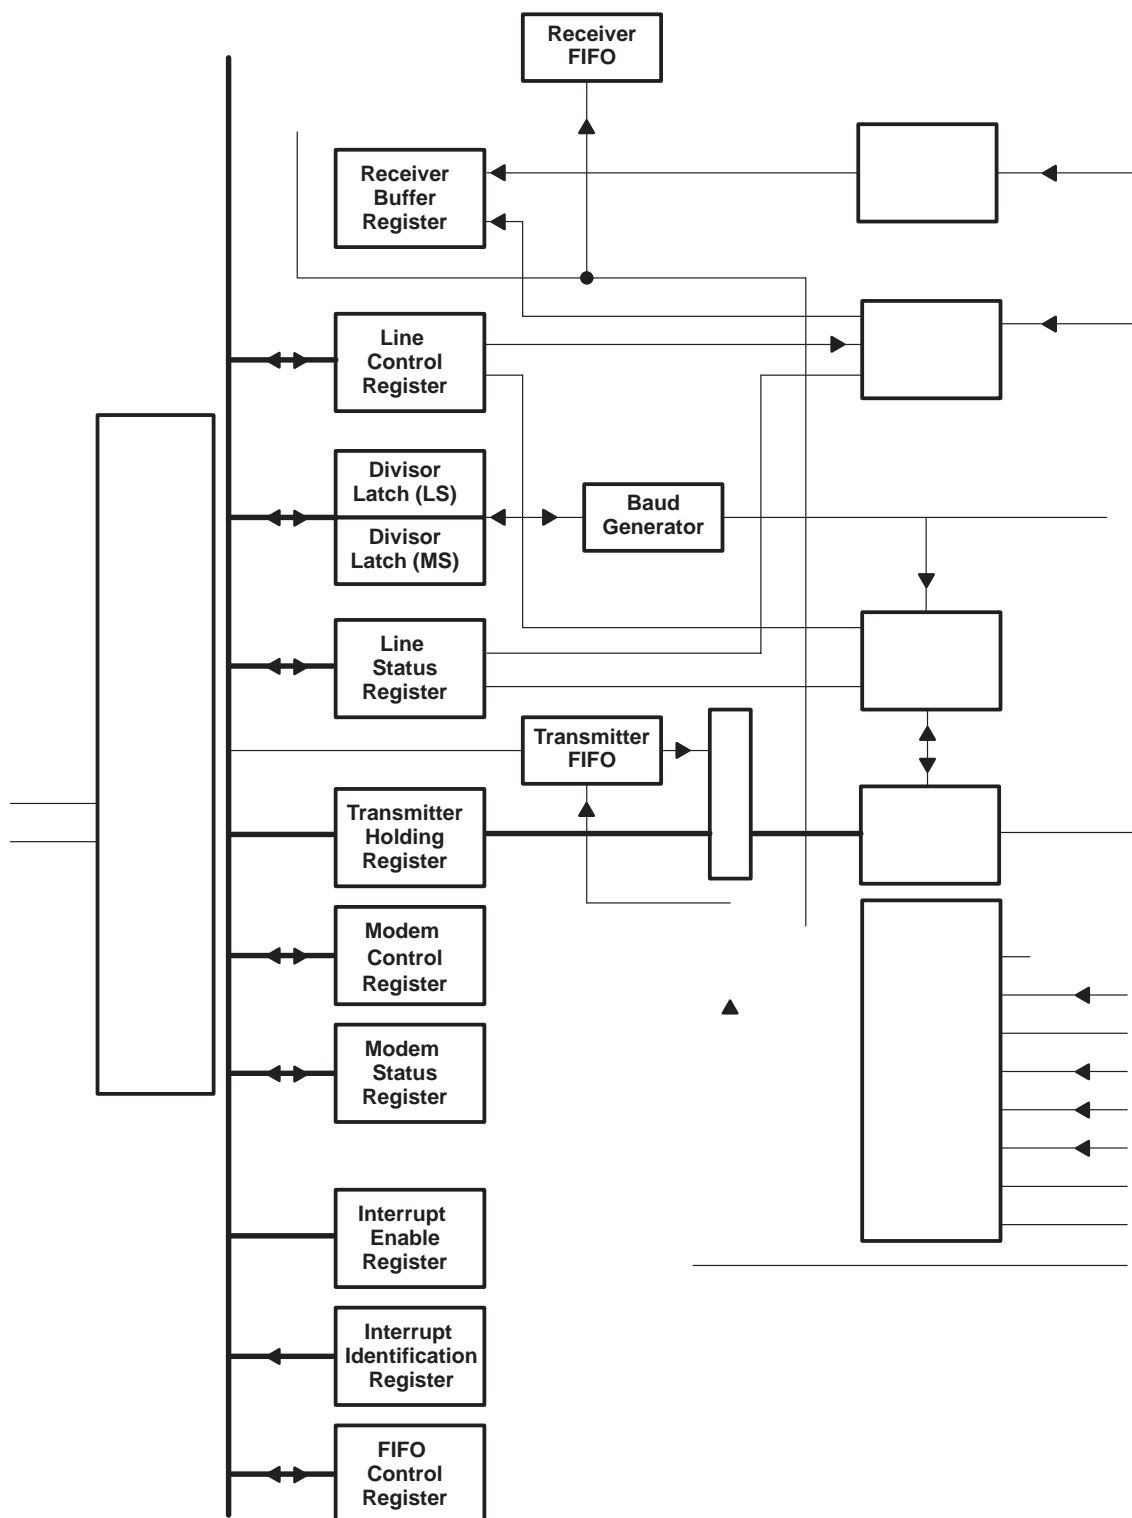 Receiver
FIFO
Receiver
Buffer
Register
Line
Control
Register
Divisor
Latch (LS)
Divisor
Latch (MS)
Baud
Generator
Line
Status
Register
Transmitter
FIFO
Transmitter
Holding
Register
Modem
Control
Register
Modem
Status
Register
Interrupt
Enable
Register
Interrupt
Identification
Register
FIFO
Control
Register